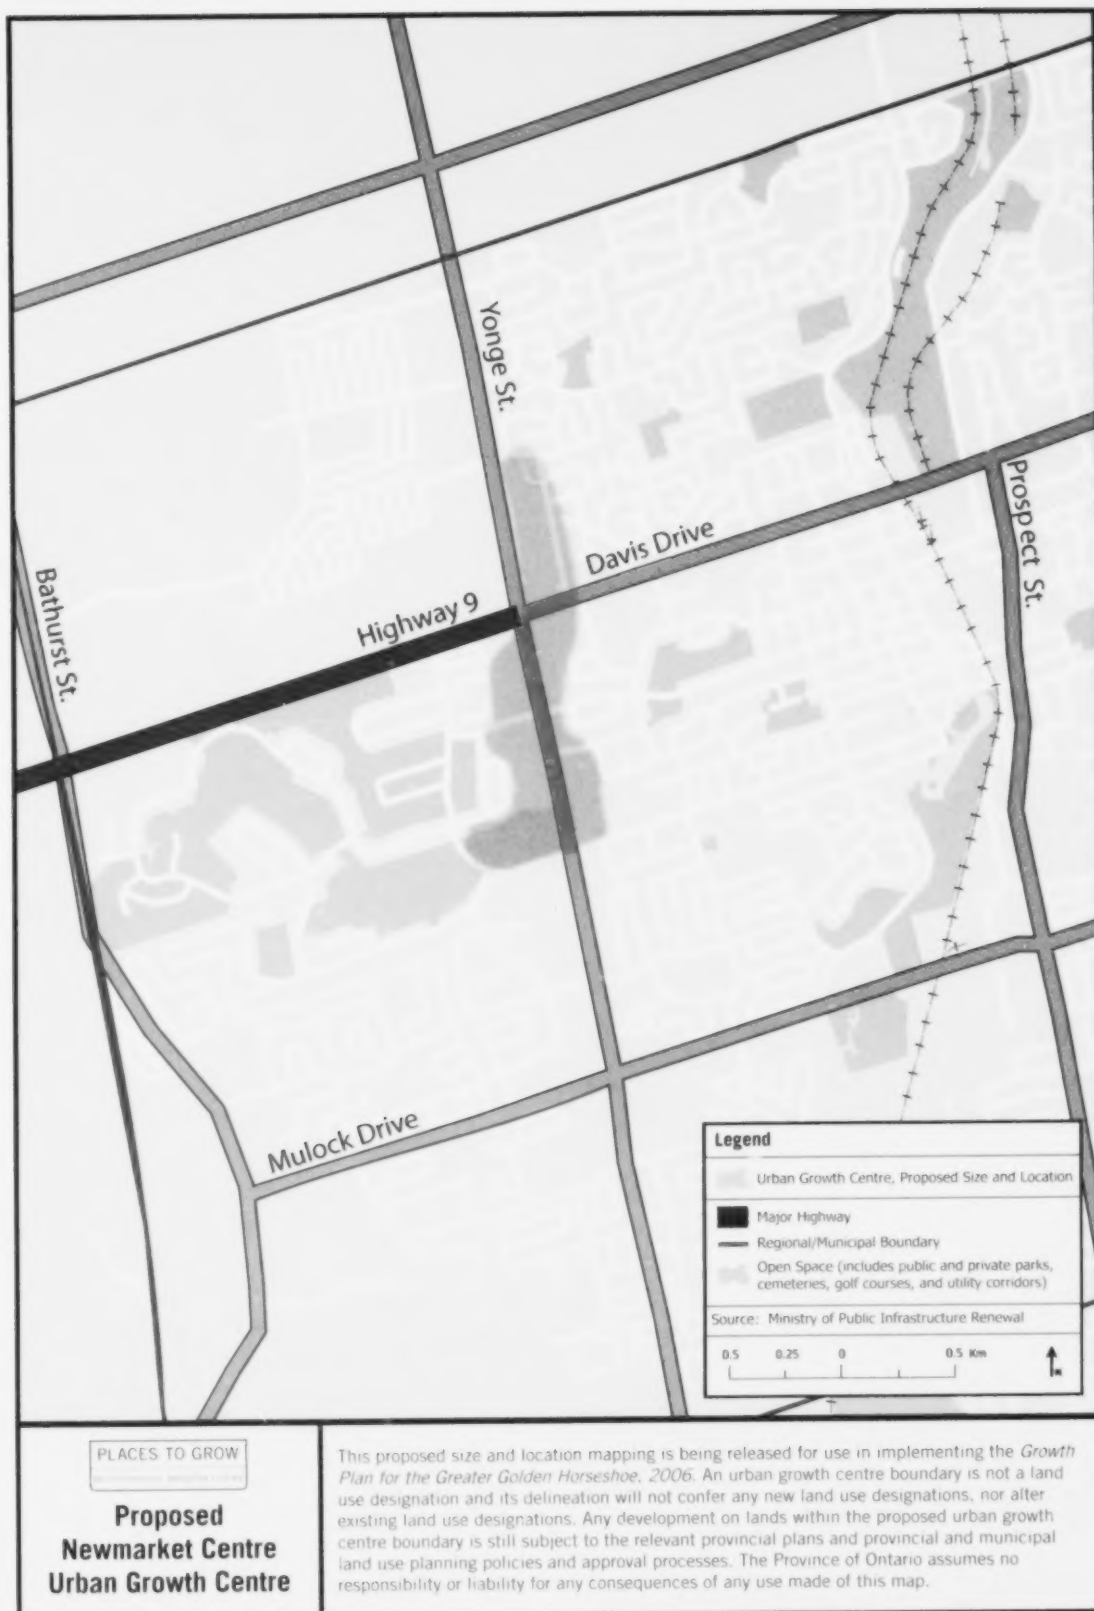 Yonge St.
Davis Drive
Prospect St.
Highway 9
Bathurst St.
Mulock Drive
Legend
Urban Growth Centre, Proposed Size and Location
Major Highway
Regional/Municipal Boundary
Open Space (includes public and private parks,
cemeteries, golf courses, and utility corridors)
Source: Ministry of Public Infrastructure Renewal
0.5 0.25 0 0.5 Km
N
PLACES TO GROW
Proposed
Newmarket Centre
Urban Growth Centre
This proposed size and location mapping is being released for use in implementing the Growth
Plan for the Greater Golden Horseshoe, 2006. An urban growth centre boundary is not a land
use designation and its delineation will not confer any new land use designations, nor alter
existing land use designations. Any development on lands within the proposed urban growth
centre boundary is still subject to the relevant provincial plans and provincial and municipal
land use planning policies and approval processes. The Province of Ontario assumes no
responsibility or liability for any consequences of any use made of this map.